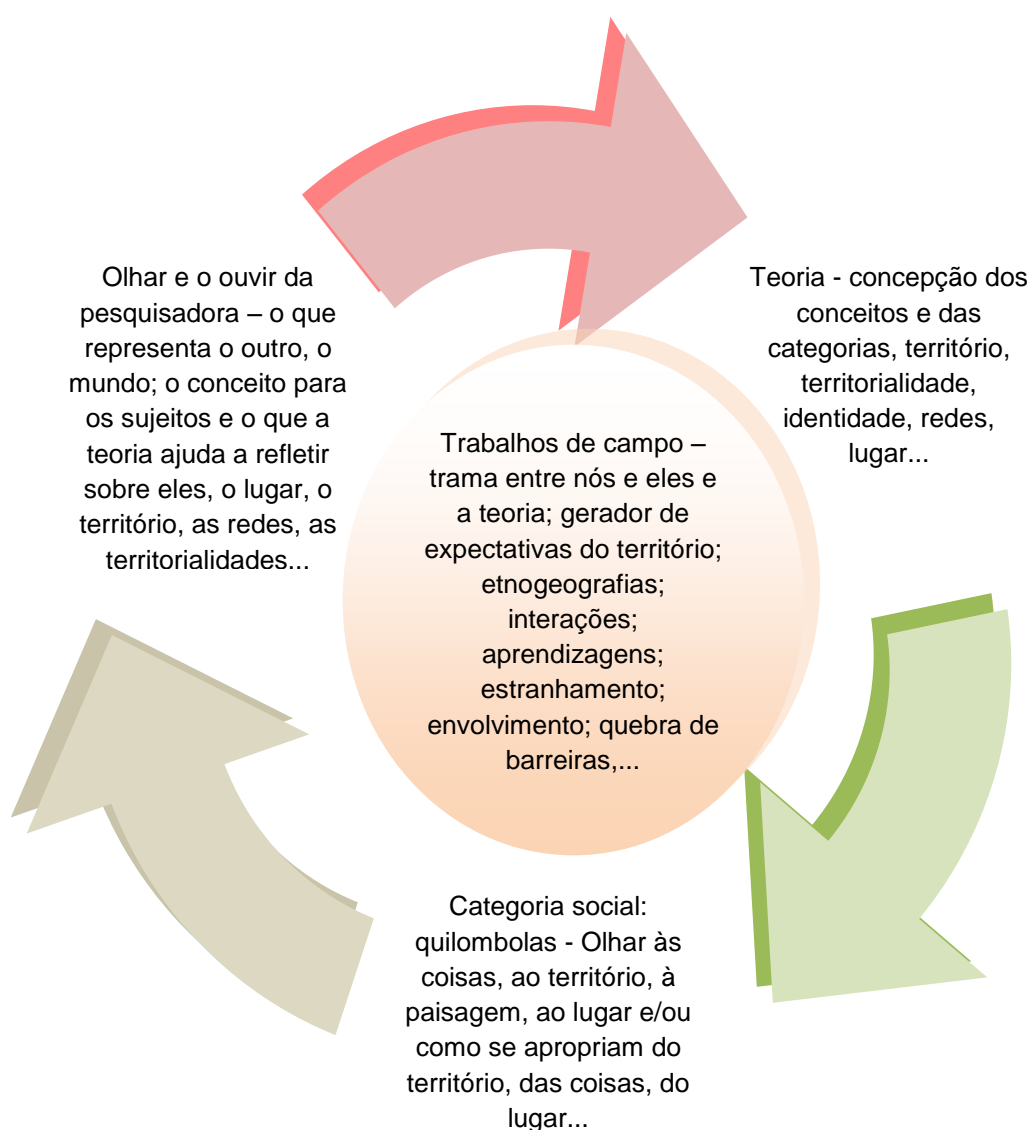 Olhar e o ouvir da
pesquisadora – o que
representa o outro, o
mundo; o conceito para
os sujeitos e o que a
teoria ajuda a refletir
sobre eles, o lugar, o
território, as redes, as
territorialidades...
Teoria - concepção dos
conceitos e das
categorias, território,
territorialidade,
identidade, redes,
lugar...
Trabalhos de campo –
trama entre nós e eles e
a teoria; gerador de
expectativas do território;
etnogeografias;
interações;
aprendizagens;
estranhamento;
envolvimento; quebra de
barreiras,...
Categoria social:
quilombolas - Olhar às
coisas, ao território, à
paisagem, ao lugar e/ou
como se apropriam do
território, das coisas, do
lugar...